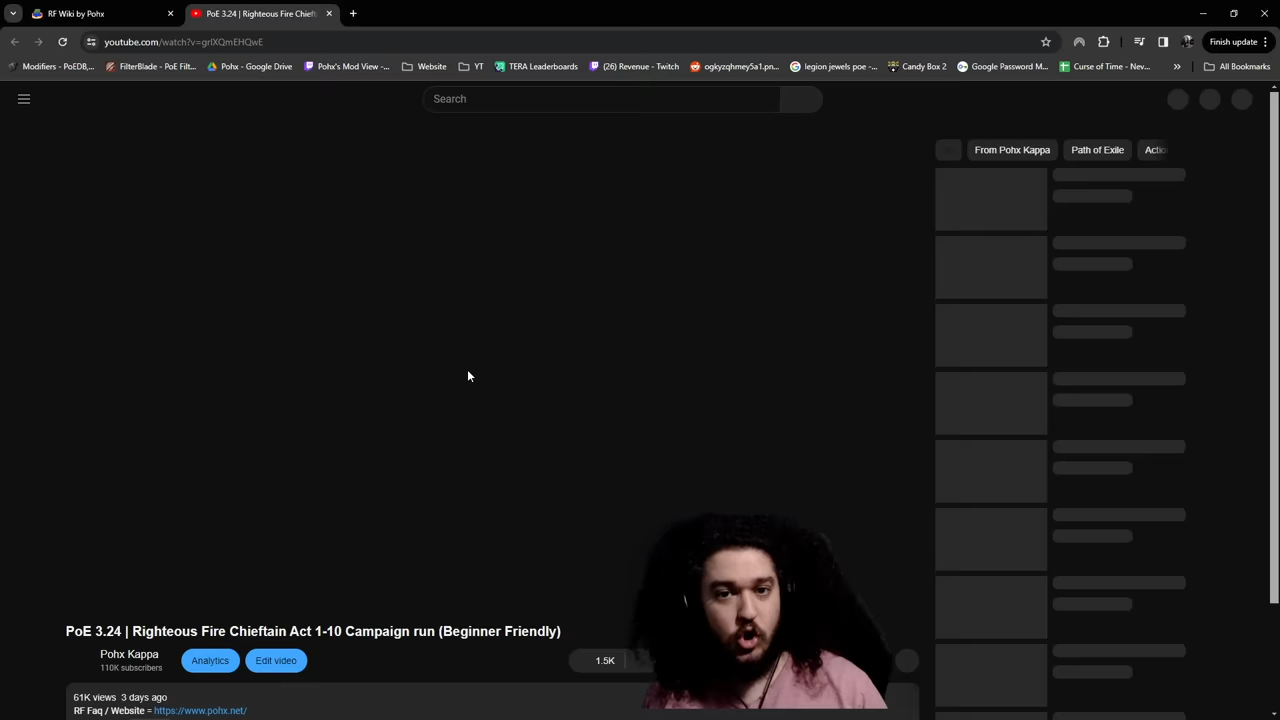 RF Wiki by Pohx
PoE 3.24 | Righteous Fire Chieft
youtube.com/watch?v=grlXQmEHQwE
Finish update
Modifiers - PoEDB,...
FilterBlade - PoE Filt...
Pohx - Google Drive
Pohx's Mod View -...
Website
YT
TERA Leaderboards
(26) Revenue - Twitch
ogkyzqhmey5a1.pn...
legion jewels poe -...
Candy Box 2
Google Password M...
Curse of Time - Nev...
»
All Bookmarks
Search
From Pohx Kappa
Path of Exile
Actio
PoE 3.24 | Righteous Fire Chieftain Act 1-10 Campaign run (Beginner Friendly)
Pohx Kappa
110K subscribers
Analytics
Edit video
1.5K
61K views 3 days ago
RF Faq / Website = https://www.pohx.net/